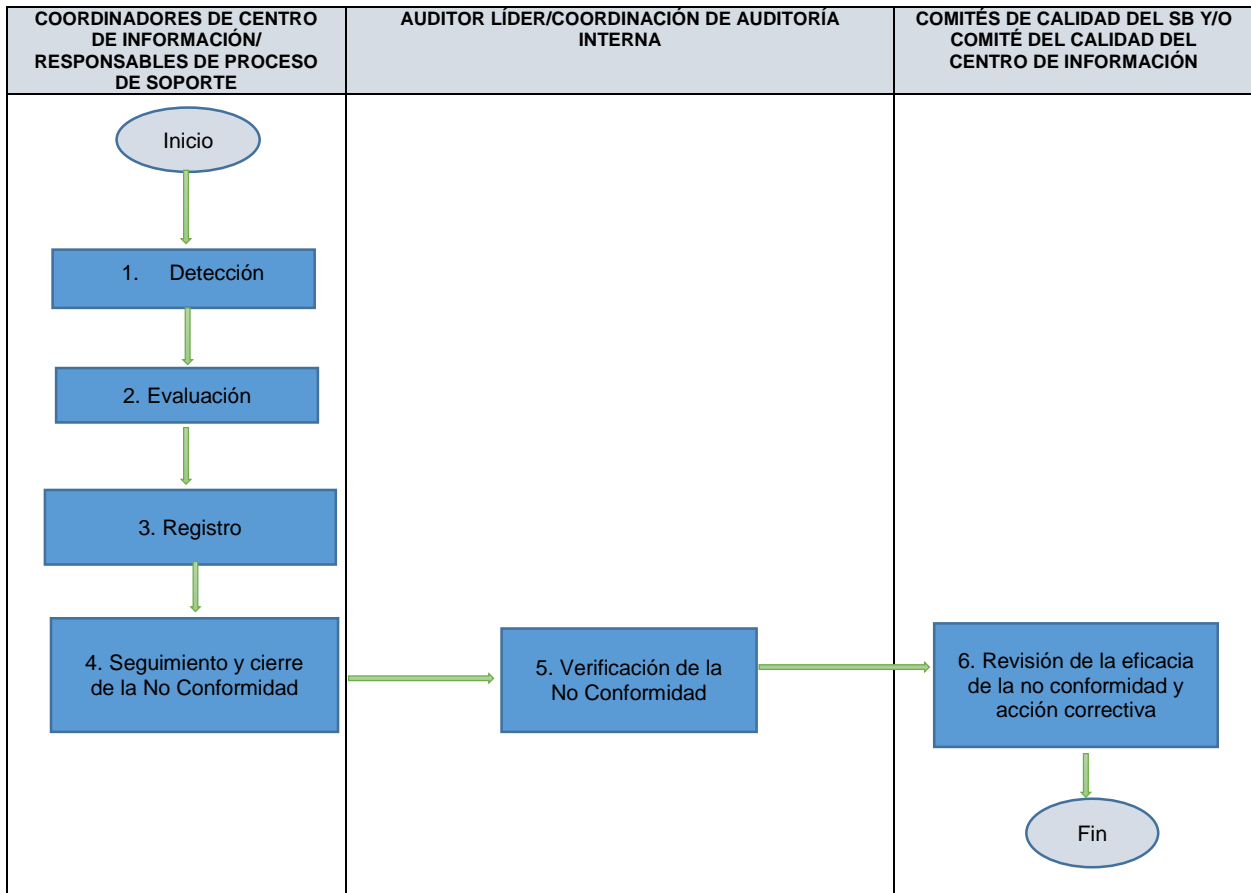 COORDINADORES DE CENTRO
DE INFORMACIÓN/
RESPONSABLES DE PROCESO
DE SOPORTE
AUDITOR LÍDER/COORDINACIÓN DE AUDITORÍA
INTERNA
COMITÉS DE CALIDAD DEL SB Y/O
COMITÉ DEL CALIDAD DEL
CENTRO DE INFORMACIÓN
Inicio
1. Detección
2. Evaluación
3. Registro
4. Seguimiento y cierre
de la No Conformidad
5. Verificación de la
No Conformidad
6. Revisión de la eficacia
de la no conformidad y
acción correctiva
Fin